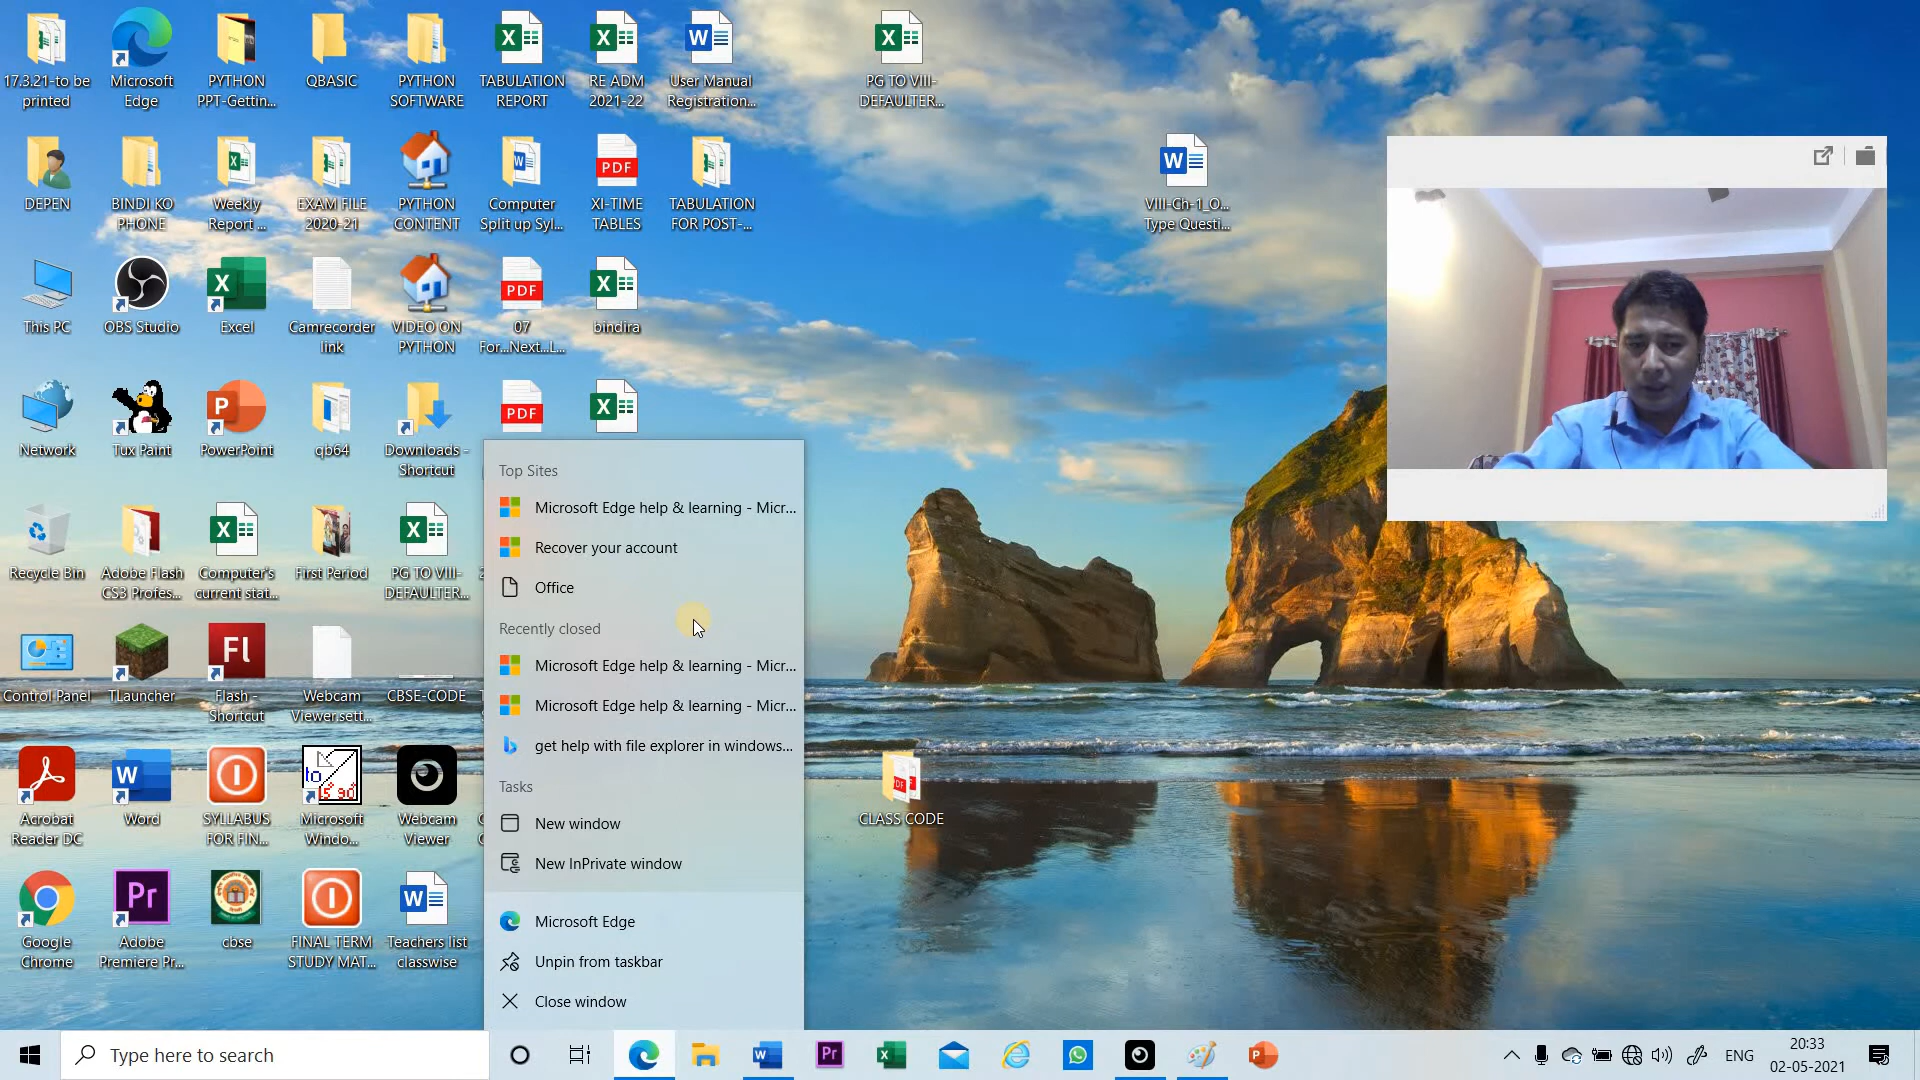 17.3.21-to be
printed
Microsoft
Edge
PYTHON
PPT-Gettin...
QBASIC
PYTHON
SOFTWARE
TABULATION
REPORT
RE ADM
2021-22
User Manual
Registration...
PG TO VIII-
DEFAULTER...
DEPEN
BINDI KO
PHONE
Weekly
Report ...
EXAM FILE
2020-21
PYTHON
CONTENT
Computer
Split up Syl...
PDF
XI-TIME
TABLES
TABULATION
FOR POST-...
VIII-Ch-1_O...
Type Questi...
This PC
OBS Studio
Excel
Camrecorder
link
VIDEO ON
PYTHON
PDF
07
For...Next...L...
bindira
Network
Tux Paint
PowerPoint
qb64
Downloads -
Shortcut
PDF
Recycle Bin
Adobe Flash
CS3 Profes...
Computer's
current stat...
First Period
PG TO VIII-
DEFAULTER...
Control Panel
TLauncher
Flash -
Shortcut
Webcam
Viewer.sett...
CBSE-CODE
Acrobat
Reader DC
Word
SYLLABUS
FOR FIN...
Microsoft
Windo...
Webcam
Viewer
CLASS CODE
Google
Chrome
Adobe
Premiere Pr...
cbse
FINAL TERM
STUDY MAT...
Teachers list
classwise
Top Sites
Microsoft Edge help & learning - Micr...
Recover your account
Office
Recently closed
Microsoft Edge help & learning - Micr...
Microsoft Edge help & learning - Micr...
get help with file explorer in windows...
Tasks
New window
New InPrivate window
Microsoft Edge
Unpin from taskbar
Close window
Type here to search
ENG
20:33
02-05-2021